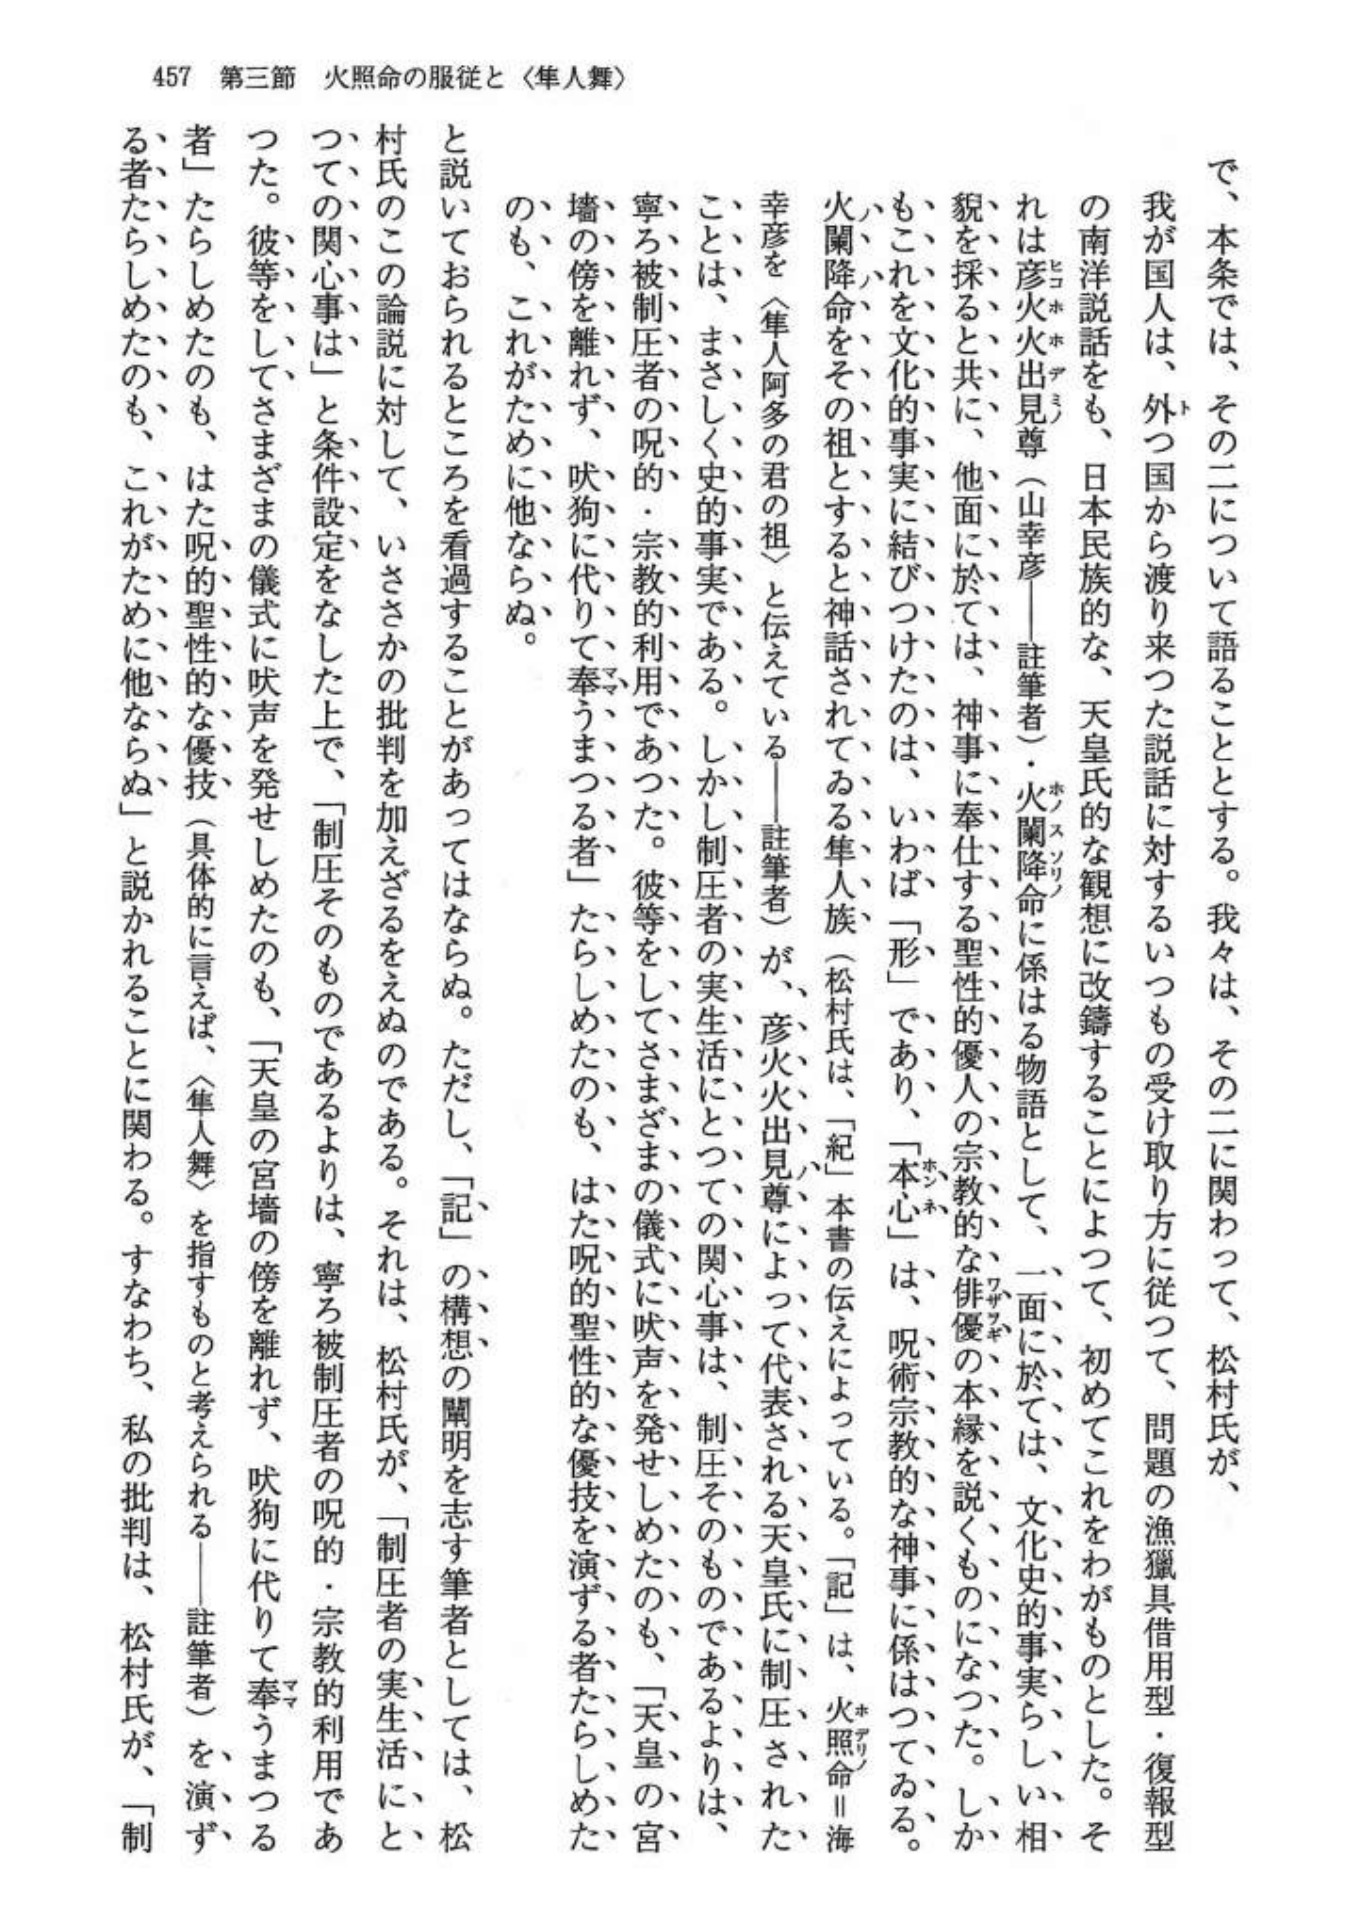 457　第三節　火照命の服従と〈隼人舞〉
で、本条では、その二について語ることとする。我々は、その二に関わって、松村氏が、
我が国人は、外つ国から渡り来つた説話に対するいつもの受け取り方に従つて、問題の漁獵具借用型・復報型
の南洋説話をも、日本民族的な、天皇氏的な観想に改鑄することによつて、初めてこれをわがものとした。そ
れは彦火火出見尊（山幸彦――註筆者）・火闌降命に係はる物語として、一面に於ては、文化史的事実らしい相
貌を採ると共に、他面に於ては、神事に奉仕する聖性的優人の宗教的な俳優の本縁を説くものになつた。しか
もこれを文化的事実に結びつけたのは、いわば「形」であり、「本心」は、呪術宗教的な神事に係はつてゐる。
火闌降命をその祖とすると神話されてゐる隼人族（松村氏は、「紀」本書の伝えによっている。「記」は、火照命＝海
幸彦を〈隼人阿多の君の祖〉と伝えている――註筆者）が、彦火火出見尊によって代表される天皇氏に制圧された
ことは、まさしく史的事実である。しかし制圧者の実生活にとつての関心事は、制圧そのものであるよりは、
寧ろ被制圧者の呪的・宗教的利用であつた。彼等をしてさまざまの儀式に吠声を発せしめたのも、「天皇の宮
墻の傍を離れず、吠狗に代りて奉うまつる者」たらしめたのも、はた呪的聖性的な優技を演ずる者たらしめた
のも、これがために他ならぬ。
と説いておられるところを看過することがあってはならぬ。ただし、「記」の構想の闡明を志す筆者としては、松
村氏のこの論説に対して、いささかの批判を加えざるをえぬのである。それは、松村氏が、「制圧者の実生活にと
つての関心事は」と条件設定をなした上で、「制圧そのものであるよりは、寧ろ被制圧者の呪的・宗教的利用であ
つた。彼等をしてさまざまの儀式に吠声を発せしめたのも、「天皇の宮墻の傍を離れず、吠狗に代りて奉うまつる
者」たらしめたのも、はた呪的聖性的な優技（具体的に言えば、〈隼人舞〉を指すものと考えられる――註筆者）を演ず
る者たらしめたのも、これがために他ならぬ」と説かれることに関わる。すなわち、私の批判は、松村氏が、「制